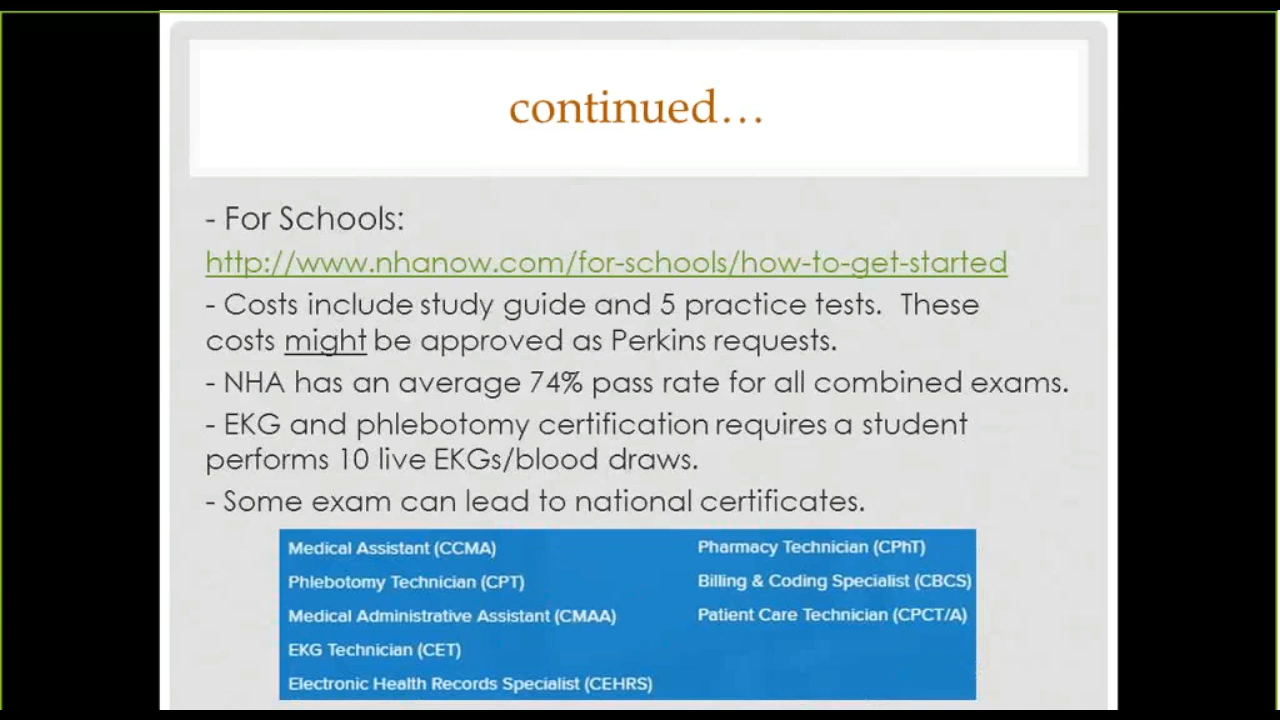 continued…
- For Schools:
http://www.nhanow.com/for-schools/how-to-get-started
- Costs include study guide and 5 practice tests.  These
costs might be approved as Perkins requests.
- NHA has an average 74% pass rate for all combined exams.
- EKG and phlebotomy certification requires a student
performs 10 live EKGs/blood draws.
- Some exam can lead to national certificates.
Medical Assistant (CCMA)
Phlebotomy Technician (CPT)
Medical Administrative Assistant (CMAA)
EKG Technician (CET)
Electronic Health Records Specialist (CEHRS)
Pharmacy Technician (CPhT)
Billing & Coding Specialist (CBCS)
Patient Care Technician (CPCT/A)